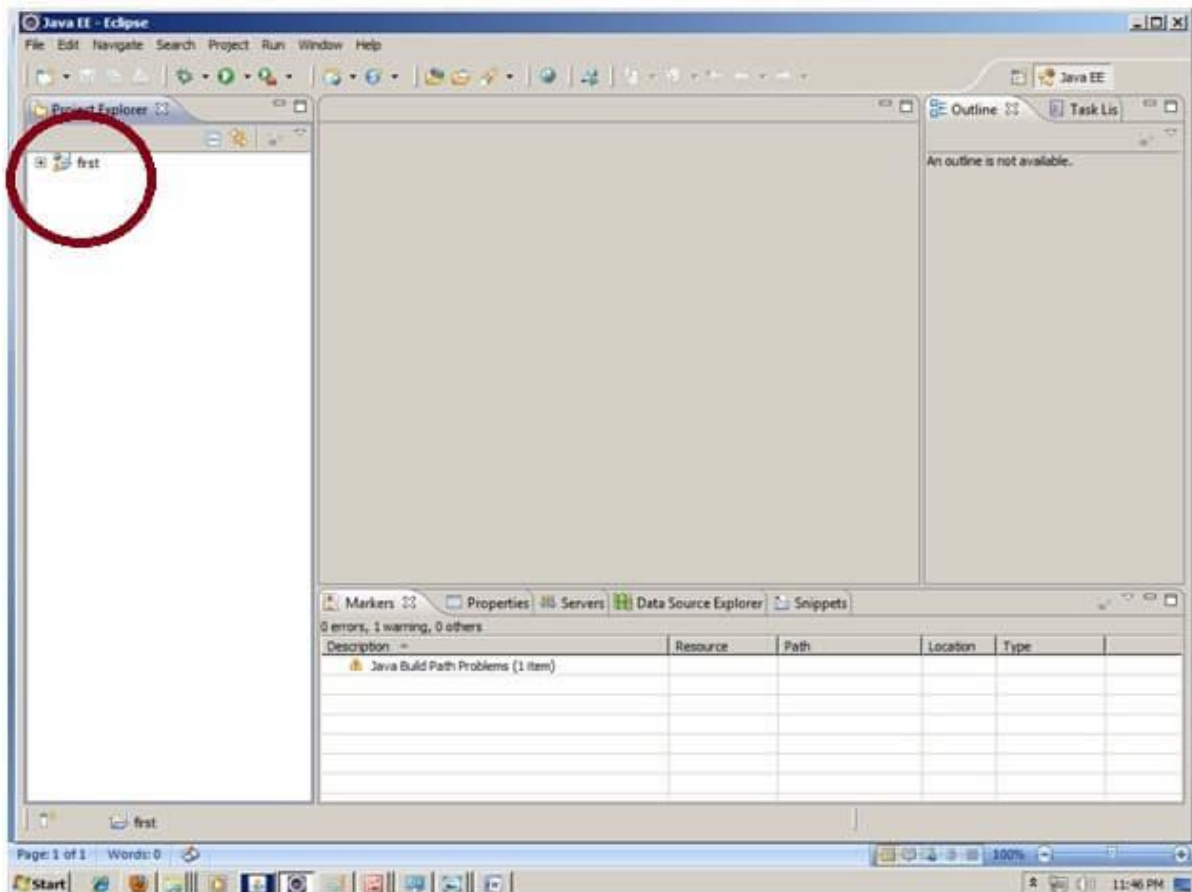 Java EE - Eclipse
File Edit Navigate Search Project Run Window Help
Java EE
Project Explorer
Outline Task Lis
first
An outline is not available.
Markers Properties Servers Data Source Explorer Snippets
0 errors, 1 warning, 0 others
Description Resource Path Location Type
Java Build Path Problems (1 item)
first
Page: 1 of 1 Words: 0 100%
Start 11:46 PM